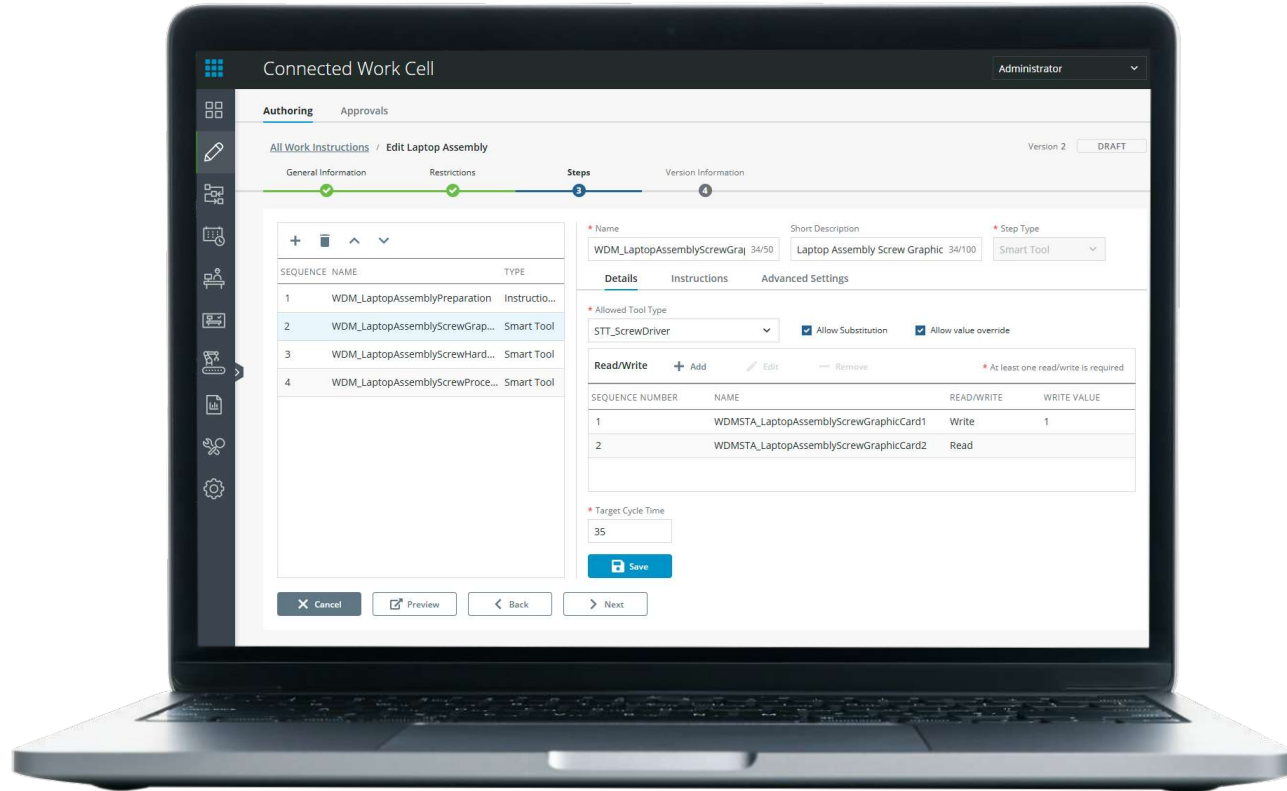 Connected Work Cell
Administrator
Authoring Approvals
All Work Instructions / Edit Laptop Assembly
Version 2 DRAFT
General Information Restrictions Steps Version Information
3 4
* Name Short Description * Step Type
WDM_LaptopAssemblyScrewGra 34/50 Laptop Assembly Screw Graphic 34/100 Smart Tool
SEQUENCE NAME TYPE
1 WDM_LaptopAssemblyPreparation Instructio...
2 WDM_LaptopAssemblyScrewGrap... Smart Tool
3 WDM_LaptopAssemblyScrewHard... Smart Tool
4 WDM_LaptopAssemblyScrewProce... Smart Tool
Details Instructions Advanced Settings
* Allowed Tool Type
STT_ScrewDriver Allow Substitution Allow value override
Read/Write + Add Edit — Remove * At least one read/write is required
SEQUENCE NUMBER NAME READ/WRITE WRITE VALUE
1 WDMSTA_LaptopAssemblyScrewGraphicCard1 Write 1
2 WDMSTA_LaptopAssemblyScrewGraphicCard2 Read
* Target Cycle Time
35
Save
Cancel Preview Back Next